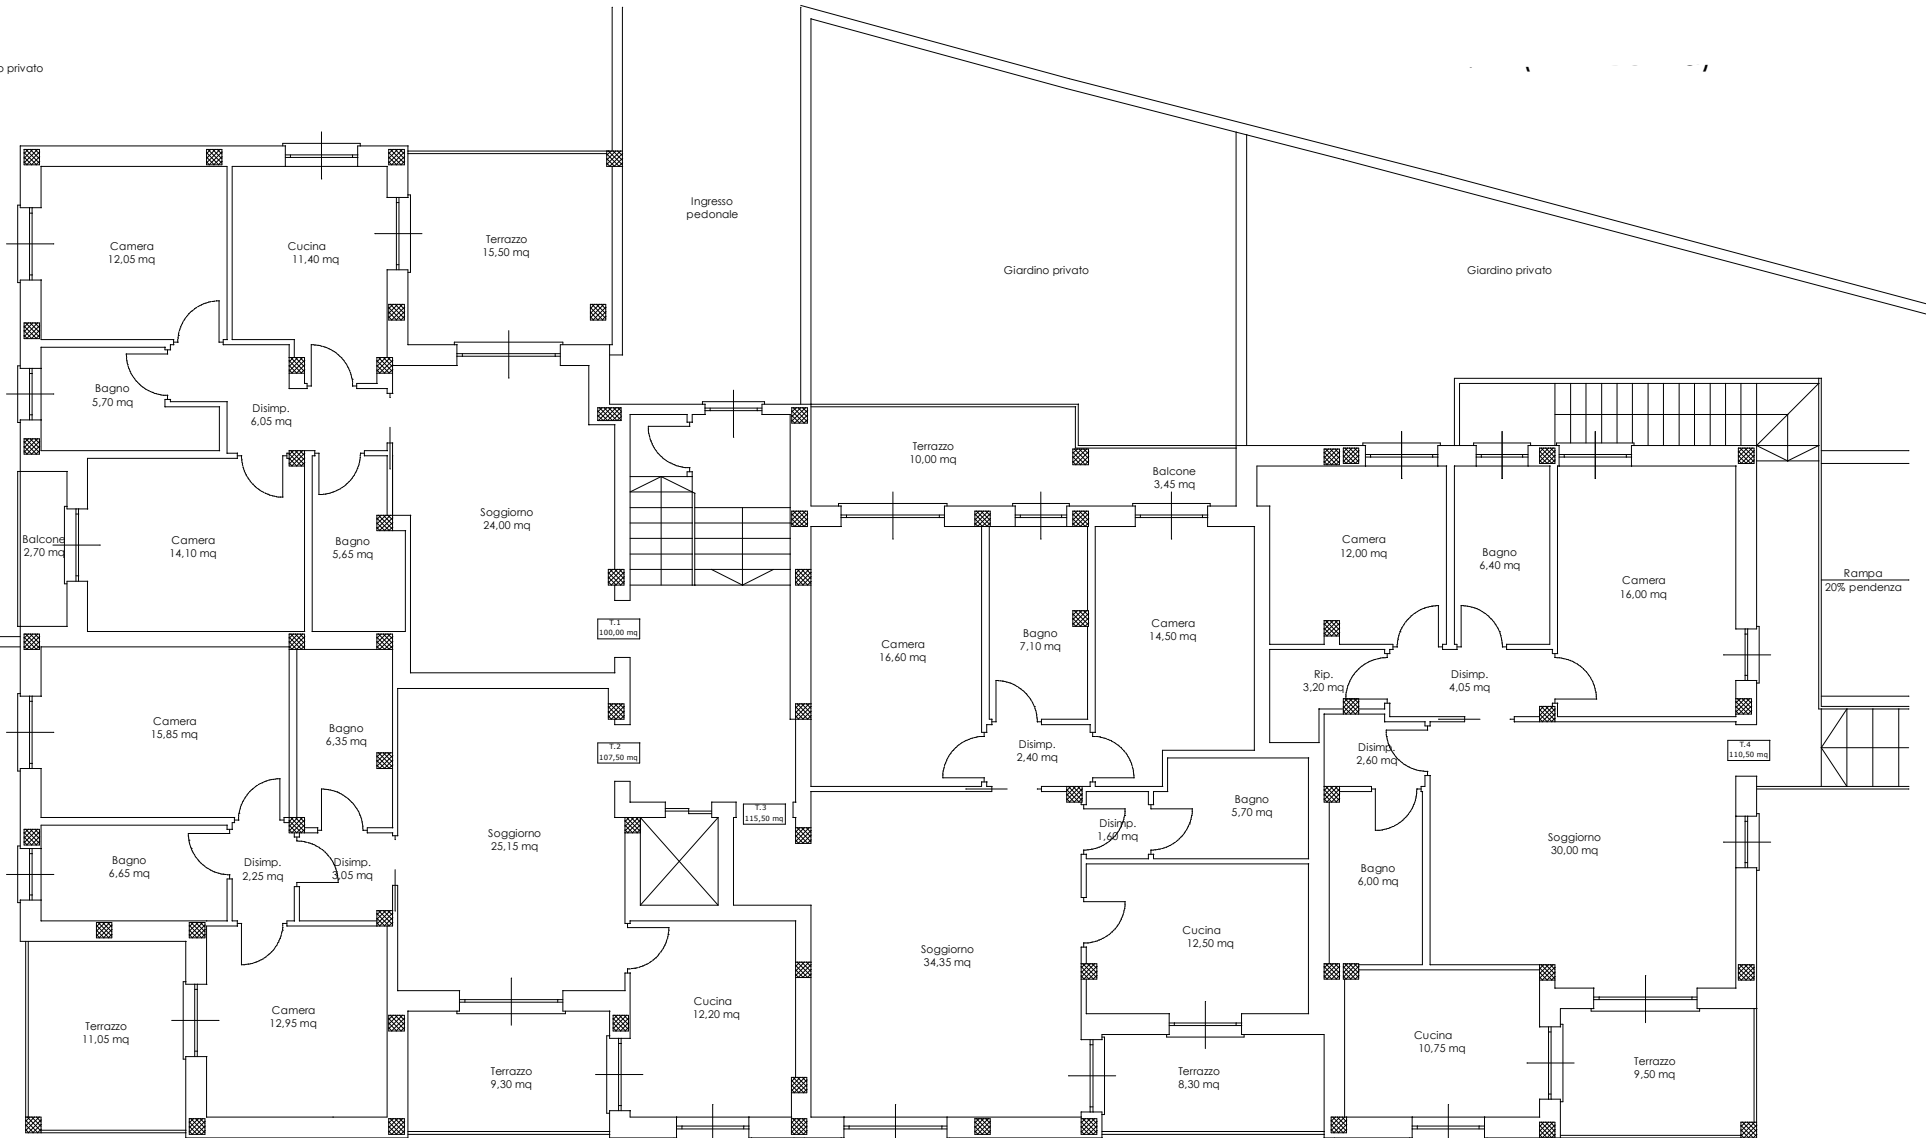 privato
Ingresso
pedonale
Camera
12,05 mq
Cucina
11,40 mq
Terrazzo
15,50 mq
Giardino privato
Giardino privato
Bagno
5,70 mq
Disimp.
6,05 mq
Terrazzo
10,00 mq
Balcone
3,45 mq
Balcone
2,70 mq
Camera
14,10 mq
Bagno
5,65 mq
Soggiorno
24,00 mq
Camera
12,00 mq
Bagno
6,40 mq
Camera
16,00 mq
Rampa
20% pendenza
T.1
100,00 mq
Camera
16,60 mq
Bagno
7,10 mq
Camera
14,50 mq
Rip.
3,20 mq
Disimp.
4,05 mq
Camera
15,85 mq
Bagno
6,35 mq
T.2
107,50 mq
Disimp.
2,40 mq
Disimp.
2,60 mq
T.4
110,50 mq
T.3
115,50 mq
Bagno
5,70 mq
Disimp.
1,60 mq
Soggiorno
25,15 mq
Soggiorno
30,00 mq
Bagno
6,65 mq
Disimp.
2,25 mq
Disimp.
3,05 mq
Bagno
6,00 mq
Cucina
12,50 mq
Soggiorno
34,35 mq
Terrazzo
11,05 mq
Camera
12,95 mq
Cucina
12,20 mq
Terrazzo
9,30 mq
Terrazzo
8,30 mq
Cucina
10,75 mq
Terrazzo
9,50 mq